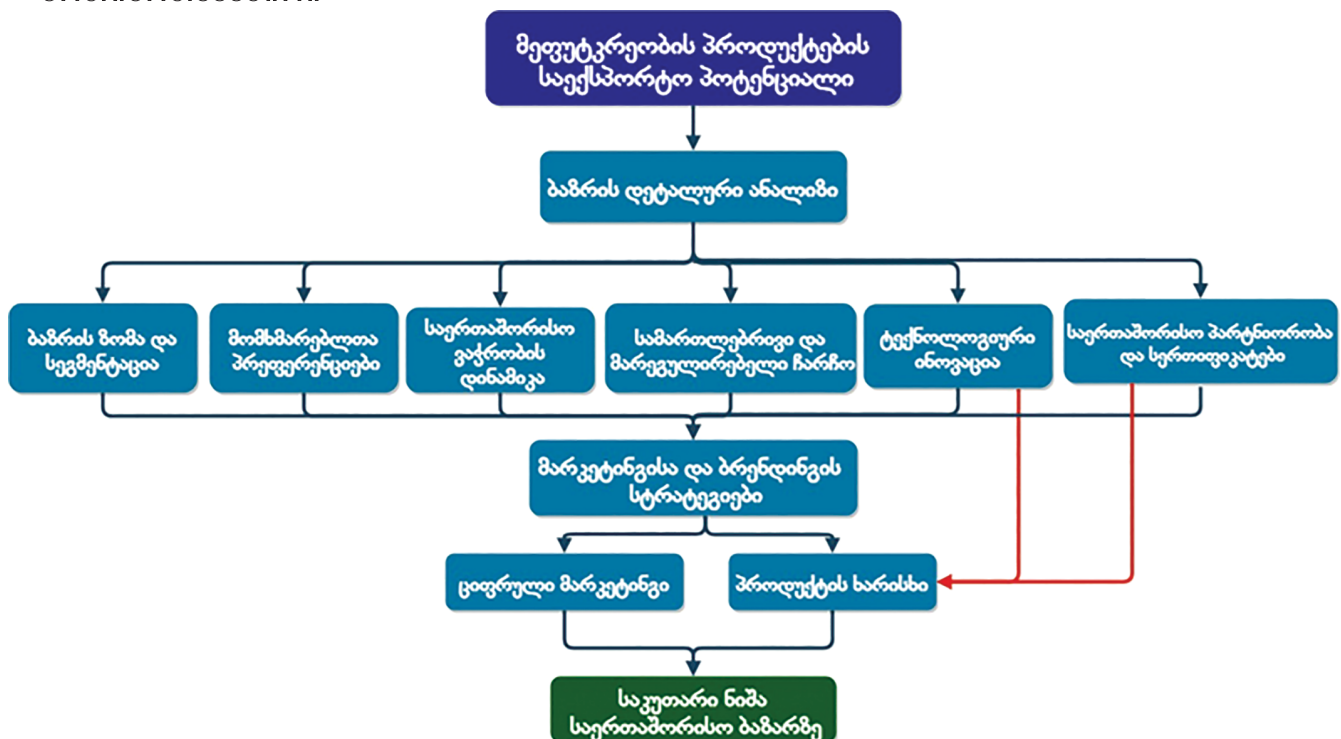 მეფუტკრეობის პროდუქტების
საექსპორტო პოტენციალი
ბაზრის დეტალური ანალიზი
ბაზრის ზომა და
სეგმენტაცია
მომხმარებელთა
პრეფერენციები
საერთაშორისო
ვაჭრობის
დინამიკა
სამართლებრივი და
მარეგულირებელი ჩარჩო
ტექნოლოგიური
ინოვაცია
საერთაშორისო პარტნიორობა
და სერთიფიკატები
მარკეტინგისა და ბრენდინგის
სტრატეგიები
ციფრული მარკეტინგი
პროდუქტის ხარისხი
საკუთარი ნიშა
საერთაშორისო ბაზარზე